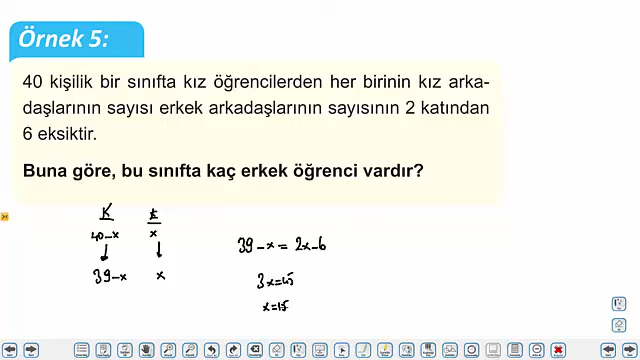 Örnek 5:
40 kişilik bir sınıfta kız öğrencilerden her birinin kız arka-
daşlarının sayısı erkek arkadaşlarının sayısının 2 katından
6 eksiktir.
Buna göre, bu sınıfta kaç erkek öğrenci vardır?
K E
40-x x
39-x x
39-x = 2x-6
3x=45
x=15